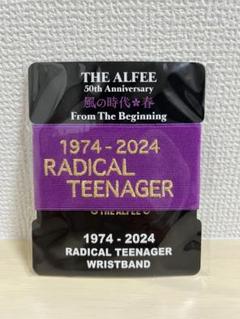 THE ALFEE
50th Anniversary
風の時代☆春
From The Beginning
1974 - 2024
RADICAL
TEENAGER
THE ALFEE
1974 - 2024
RADICAL TEENAGER
WRISTBAND